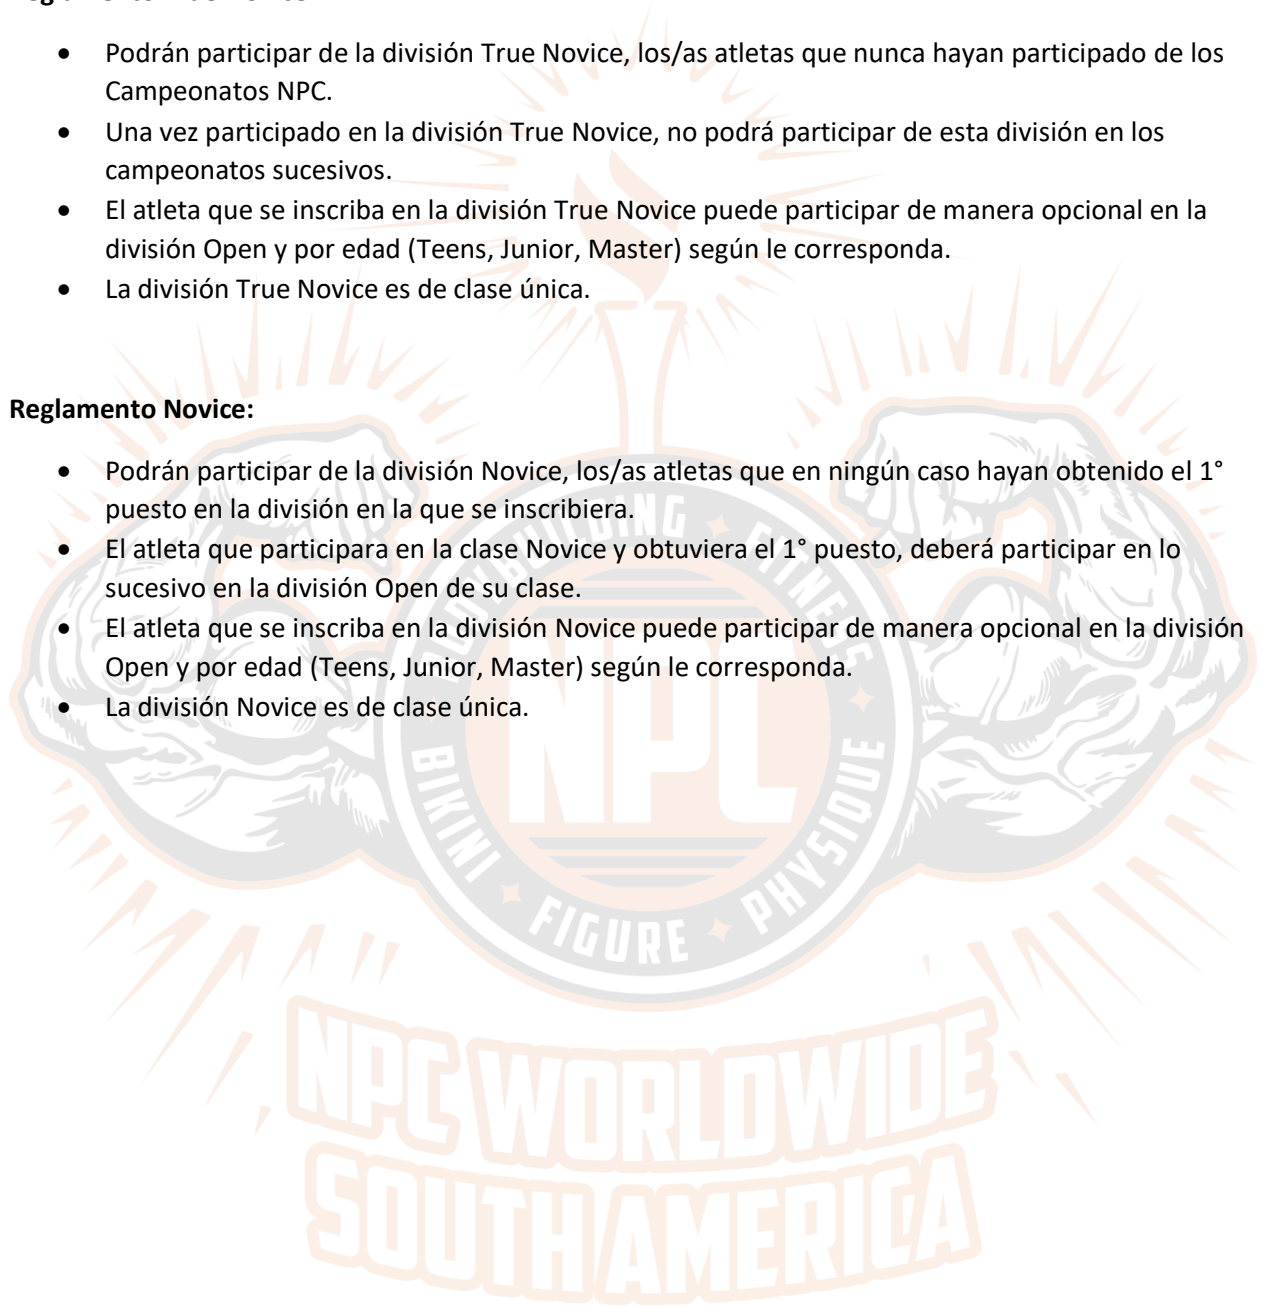 • Podrán participar de la división True Novice, los/as atletas que nunca hayan participado de los
Campeonatos NPC.
• Una vez participado en la división True Novice, no podrá participar de esta división en los
campeonatos sucesivos.
• El atleta que se inscriba en la división True Novice puede participar de manera opcional en la
división Open y por edad (Teens, Junior, Master) según le corresponda.
• La división True Novice es de clase única.
Reglamento Novice:
• Podrán participar de la división Novice, los/as atletas que en ningún caso hayan obtenido el 1°
puesto en la división en la que se inscribiera.
• El atleta que participara en la clase Novice y obtuviera el 1° puesto, deberá participar en lo
sucesivo en la división Open de su clase.
• El atleta que se inscriba en la división Novice puede participar de manera opcional en la división
Open y por edad (Teens, Junior, Master) según le corresponda.
• La división Novice es de clase única.
BODYBUILDING FITNESS
NPC
BIKINI FIGURE PHYSIQUE
NPC WORLDWIDE
SOUTH AMERICA